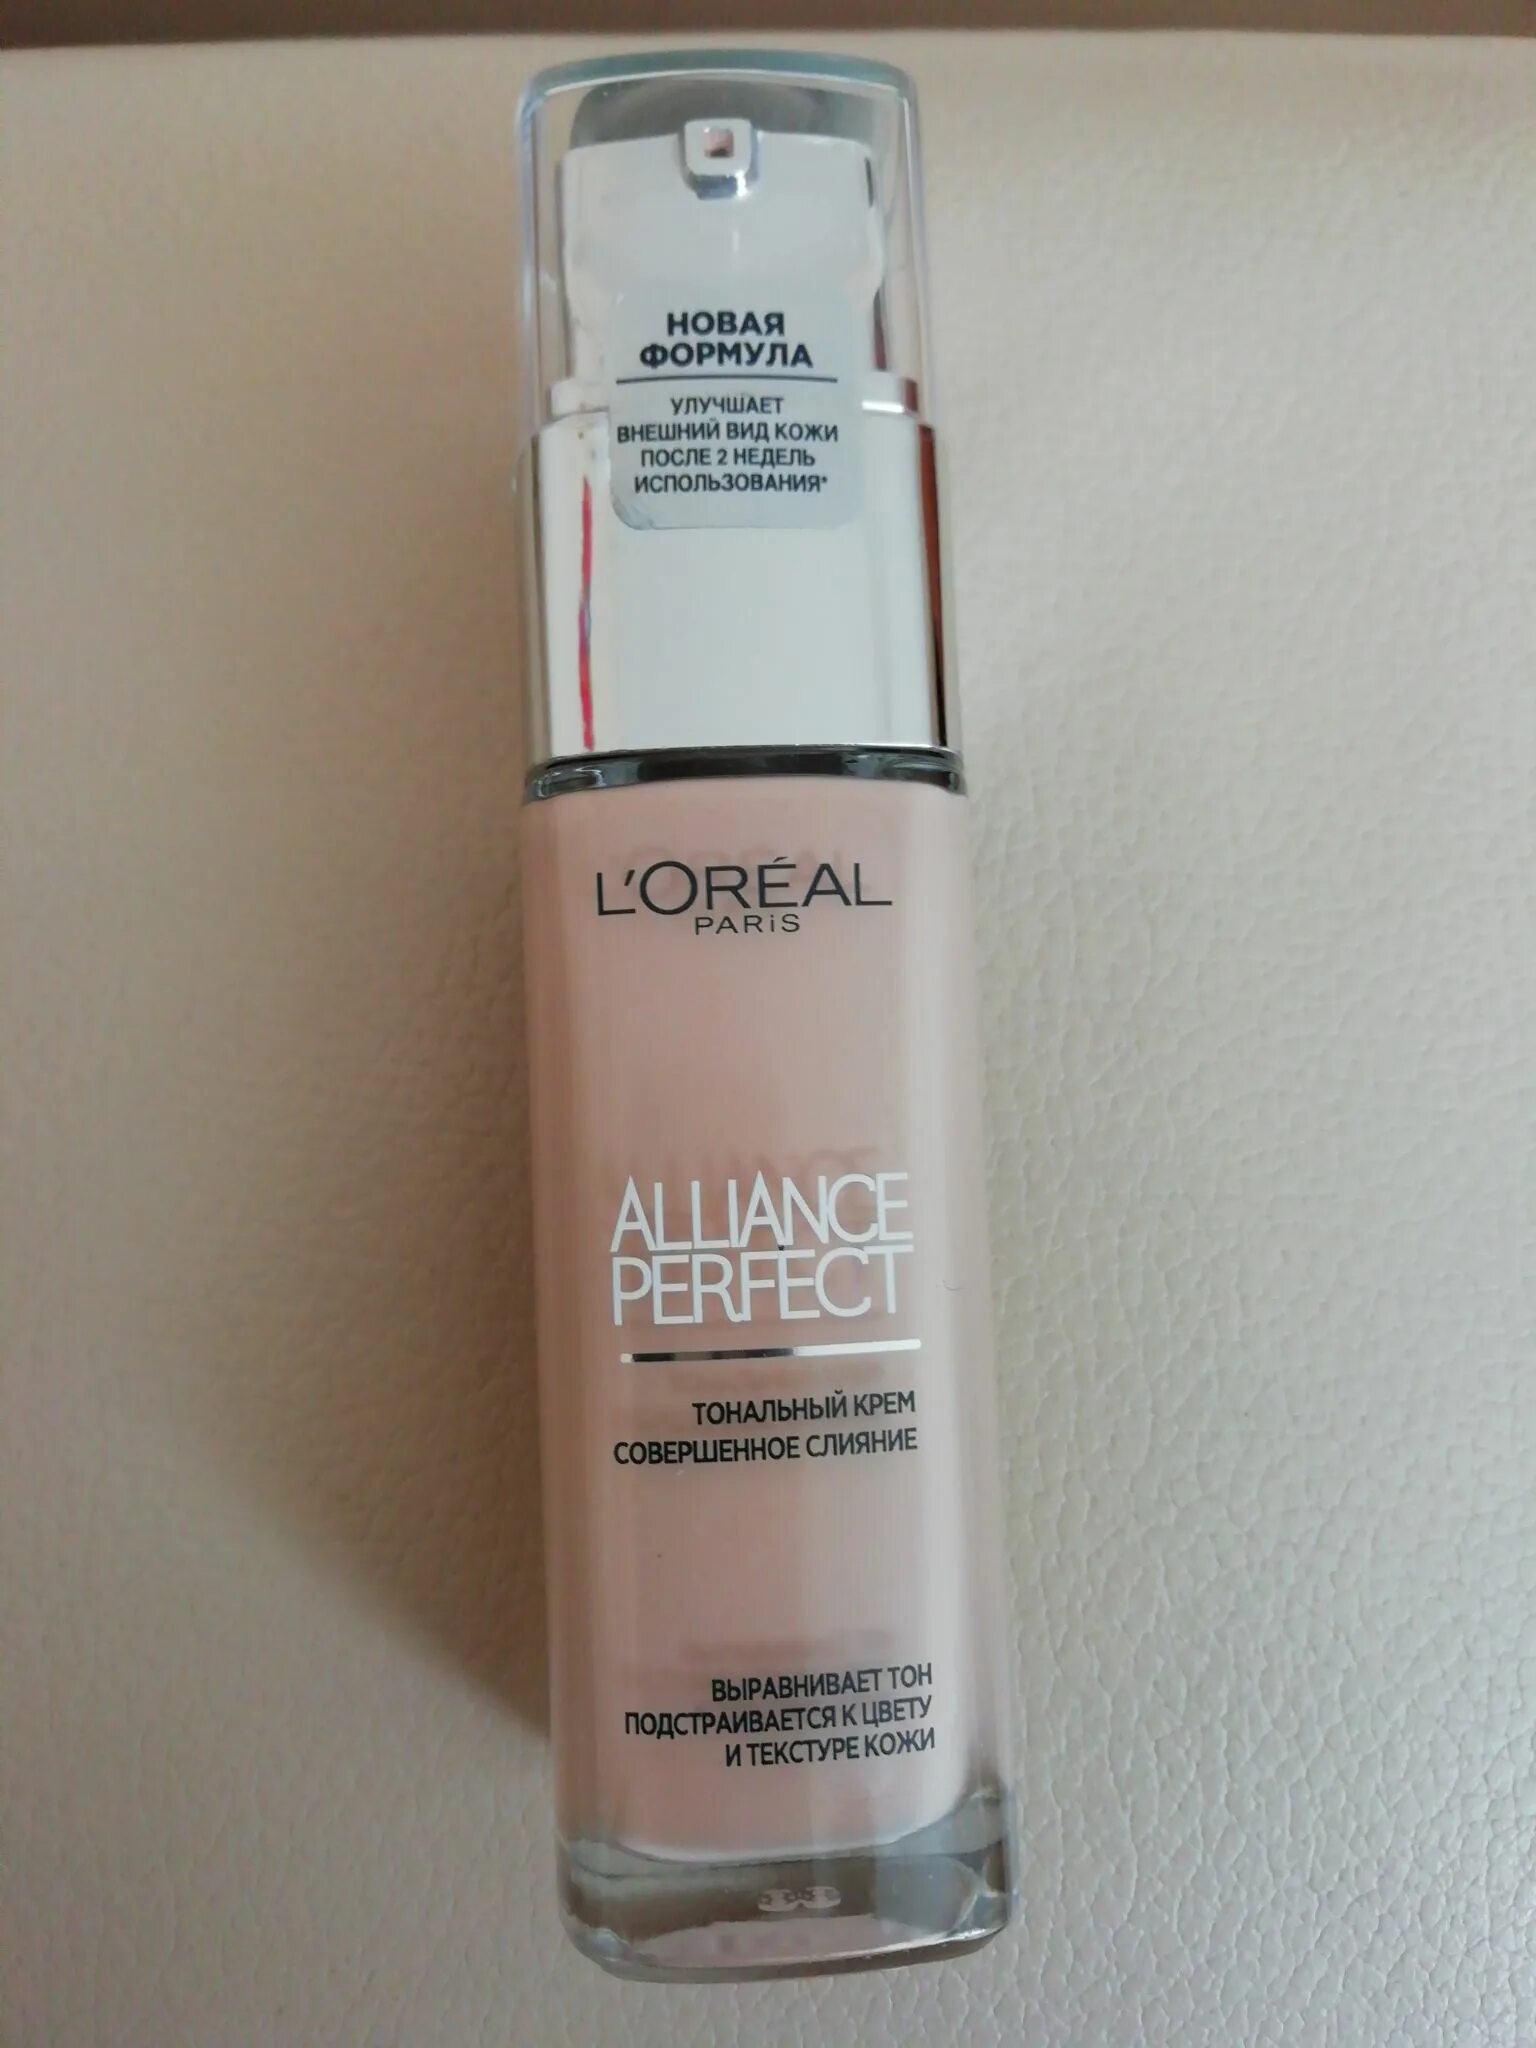 НОВАЯ
ФОРМУЛА
УЛУЧШАЕТ
ВНЕШНИЙ ВИД КОЖИ
ПОСЛЕ 2 НЕДЕЛЬ
ИСПОЛЬЗОВАНИЯ*
L'ORÉAL
PARiS
ALLIANCE
PERFECT
ТОНАЛЬНЫЙ КРЕМ
СОВЕРШЕННОЕ СЛИЯНИЕ
ВЫРАВНИВАЕТ ТОН
ПОДСТРАИВАЕТСЯ К ЦВЕТУ
И ТЕКСТУРЕ КОЖИ